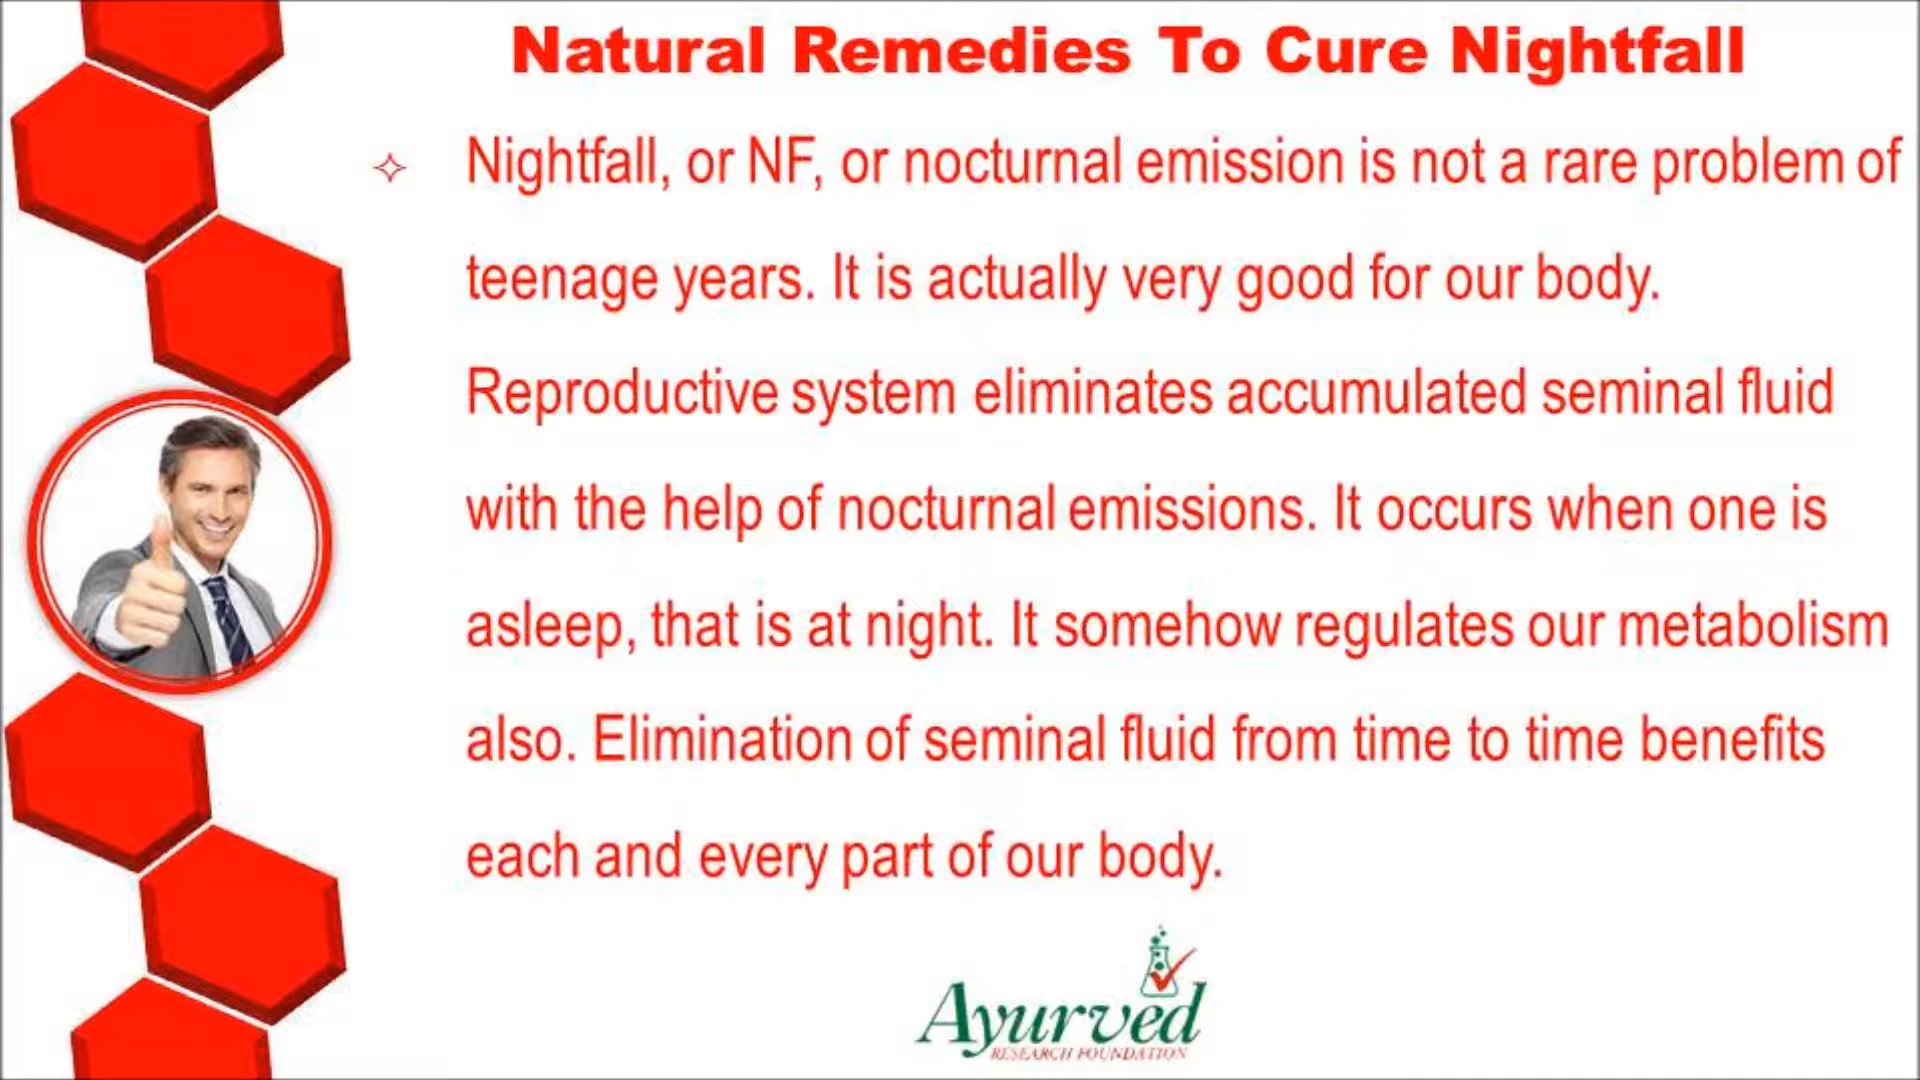 Natural Remedies To Cure Nightfall
Nightfall, or NF, or nocturnal emission is not a rare problem of
teenage years. It is actually very good for our body.
Reproductive system eliminates accumulated seminal fluid
with the help of nocturnal emissions. It occurs when one is
asleep, that is at night. It somehow regulates our metabolism
also. Elimination of seminal fluid from time to time benefits
each and every part of our body.
Ayurved
RESEARCH FOUNDATION